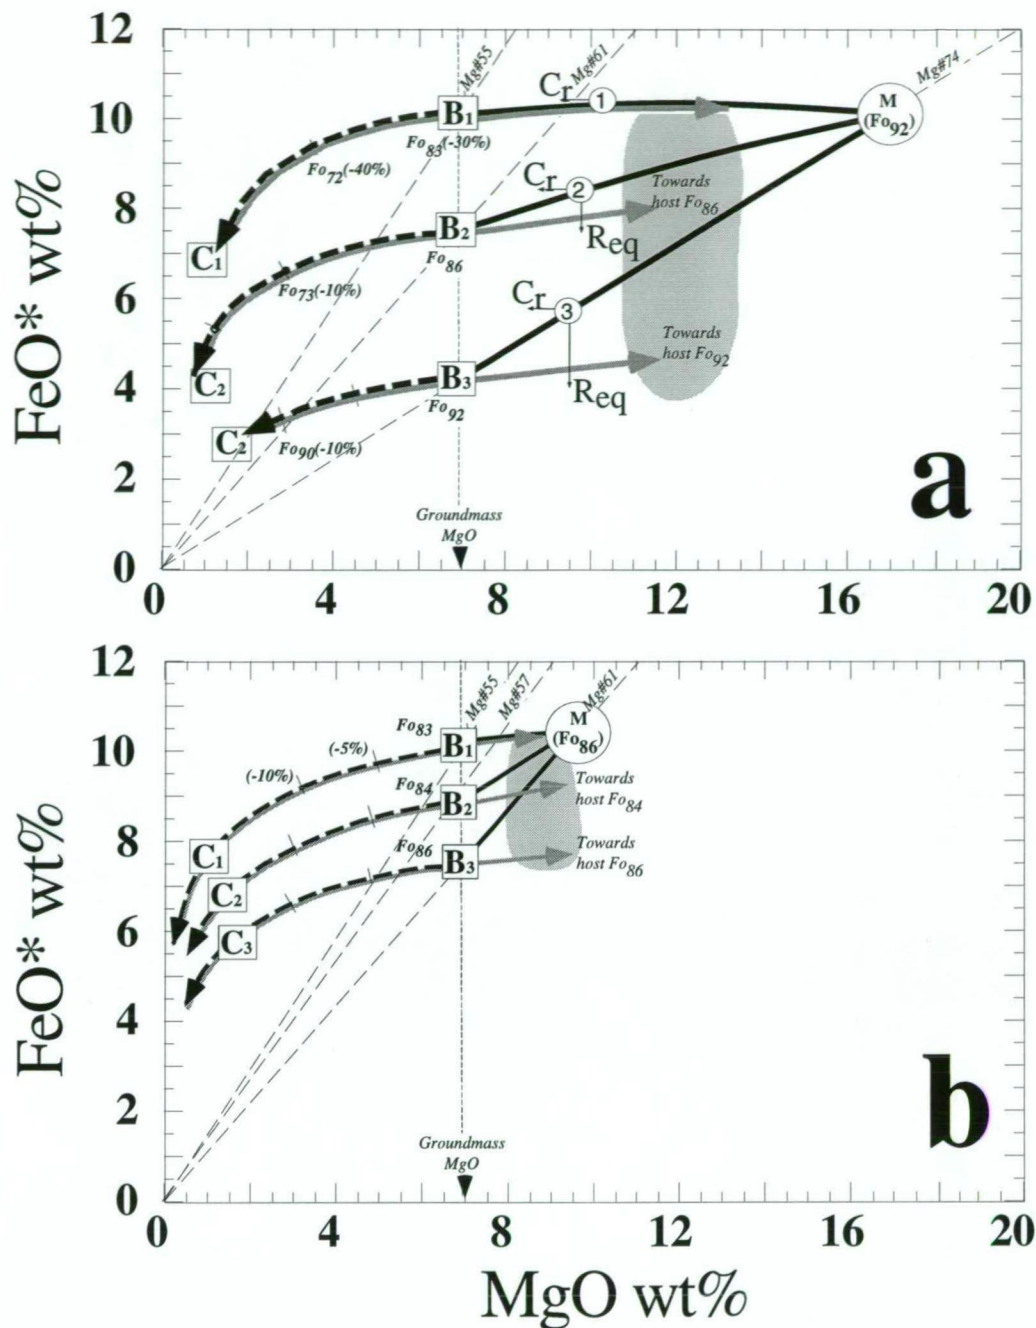 12
10
8
6
4
2
0
FeO* wt%
Mg#55
Mg#61
Mg#74
Cr
1
M
(Fo92)
B1
Fo83(-30%)
Fo72(-40%)
C1
Cr
2
Req
Towards
host Fo86
B2
Fo86
Fo73(-10%)
C2
Cr
3
Req
Towards
host Fo92
B3
Fo92
C2
Fo90(-10%)
Groundmass
MgO
a
0 4 8 12 16 20
12
10
8
6
4
2
0
FeO* wt%
Mg#55
Mg#57
Mg#61
Fo83
B1
M
(Fo86)
(-5%)
(-10%)
Fo84
B2
Towards
host Fo84
C1
Fo86
B3
Towards
host Fo86
C2
C3
Groundmass
MgO
b
0 4 8 12 16 20
MgO wt%